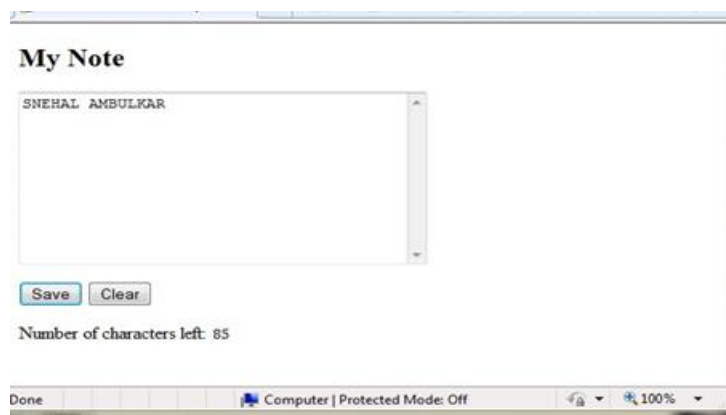 My Note
SNEHAL AMBULKAR
Save Clear
Number of characters left: 85
Done Computer | Protected Mode: Off 100%